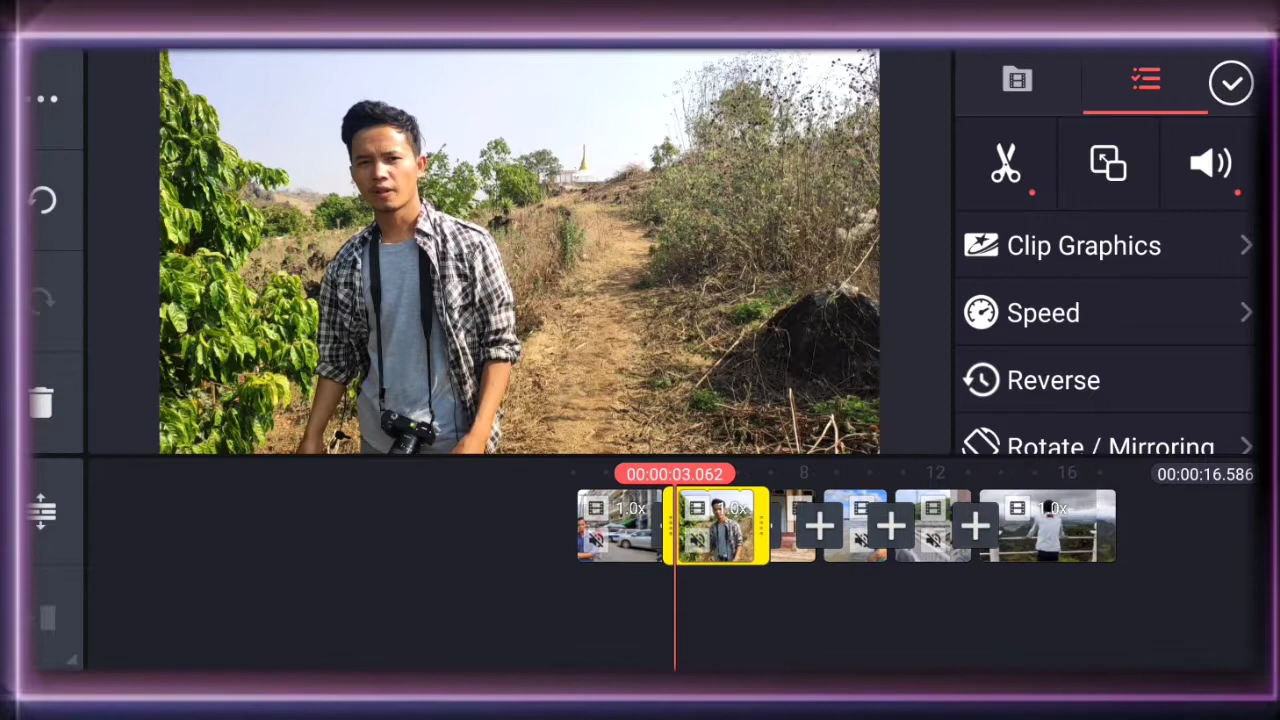 Clip Graphics
Speed
Reverse
Rotate / Mirroring
00:00:03.062
8
12
16
00:00:16.586
1.0x
1.0x
1.0x